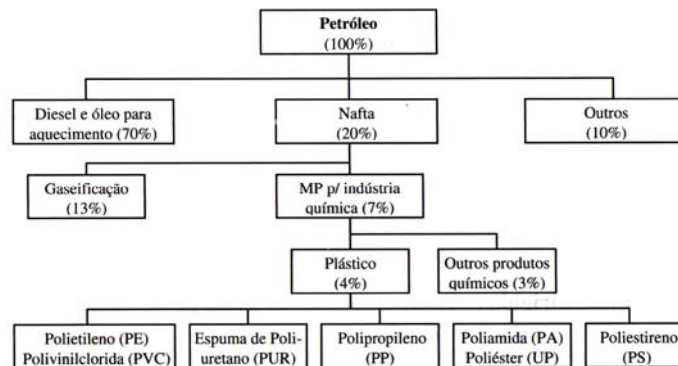 Petróleo
(100%)
Diesel e óleo para
aquecimento (70%)
Nafta
(20%)
Outros
(10%)
Gaseificação
(13%)
MP p/ indústria
química (7%)
Plástico
(4%)
Outros produtos
químicos (3%)
Polietileno (PE)
Polivinilclorida (PVC)
Espuma de Poli-
uretano (PUR)
Polipropileno
(PP)
Poliamida (PA)
Poliéster (UP)
Poliestireno
(PS)